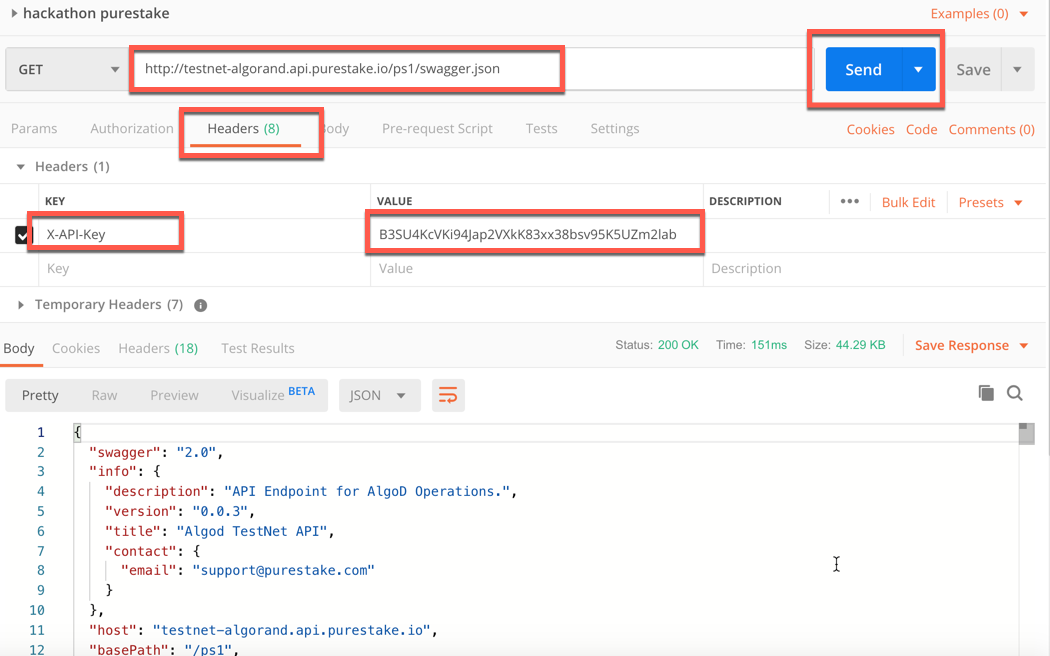 hackathon purestake Examples (0)
GET http://testnet-algorand.api.purestake.io/ps1/swagger.json Send Save
Params Authorization Headers (8) Body Pre-request Script Tests Settings Cookies Code Comments (0)
Headers (1)
KEY VALUE DESCRIPTION ••• Bulk Edit Presets
X-API-Key B3SU4KcVKi94Jap2VXkK83xx38bsv95K5UZm2lab
Key Value Description
Temporary Headers (7)
Body Cookies Headers (18) Test Results Status: 200 OK Time: 151ms Size: 44.29 KB Save Response
Pretty Raw Preview Visualize BETA JSON
1 {
2 "swagger": "2.0",
3 "info": {
4 "description": "API Endpoint for AlgoD Operations.",
5 "version": "0.0.3",
6 "title": "Algod TestNet API",
7 "contact": {
8 "email": "support@purestake.com"
9 }
10 },
11 "host": "testnet-algorand.api.purestake.io",
12 "basePath": "/ps1",